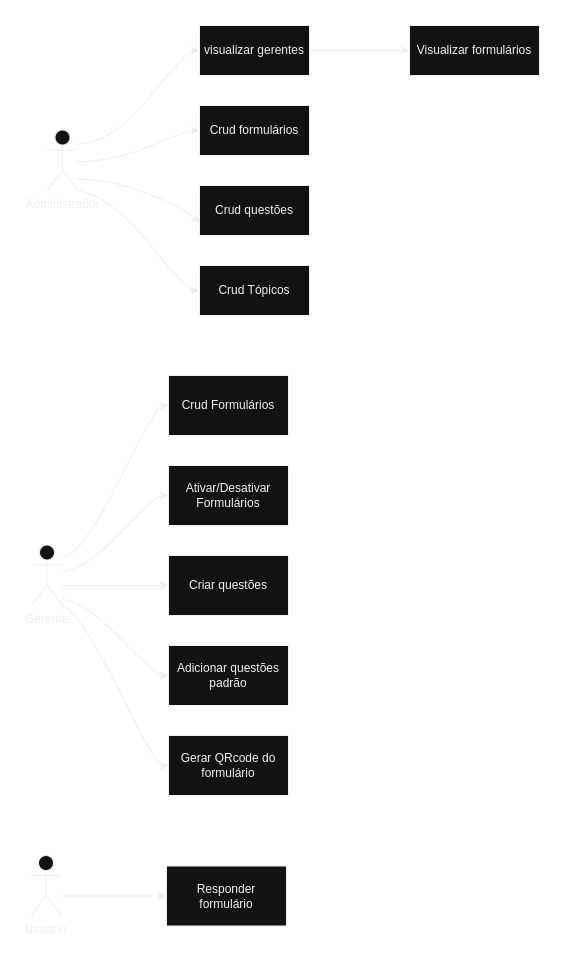 visualizar gerentes
Visualizar formulários
Crud formulários
Administrador
Crud questões
Crud Tópicos
Crud Formulários
Ativar/Desativar
Formulários
Criar questões
Gerente
Adicionar questões
padrão
Gerar QRcode do
formulário
Responder
formulário
Usuário